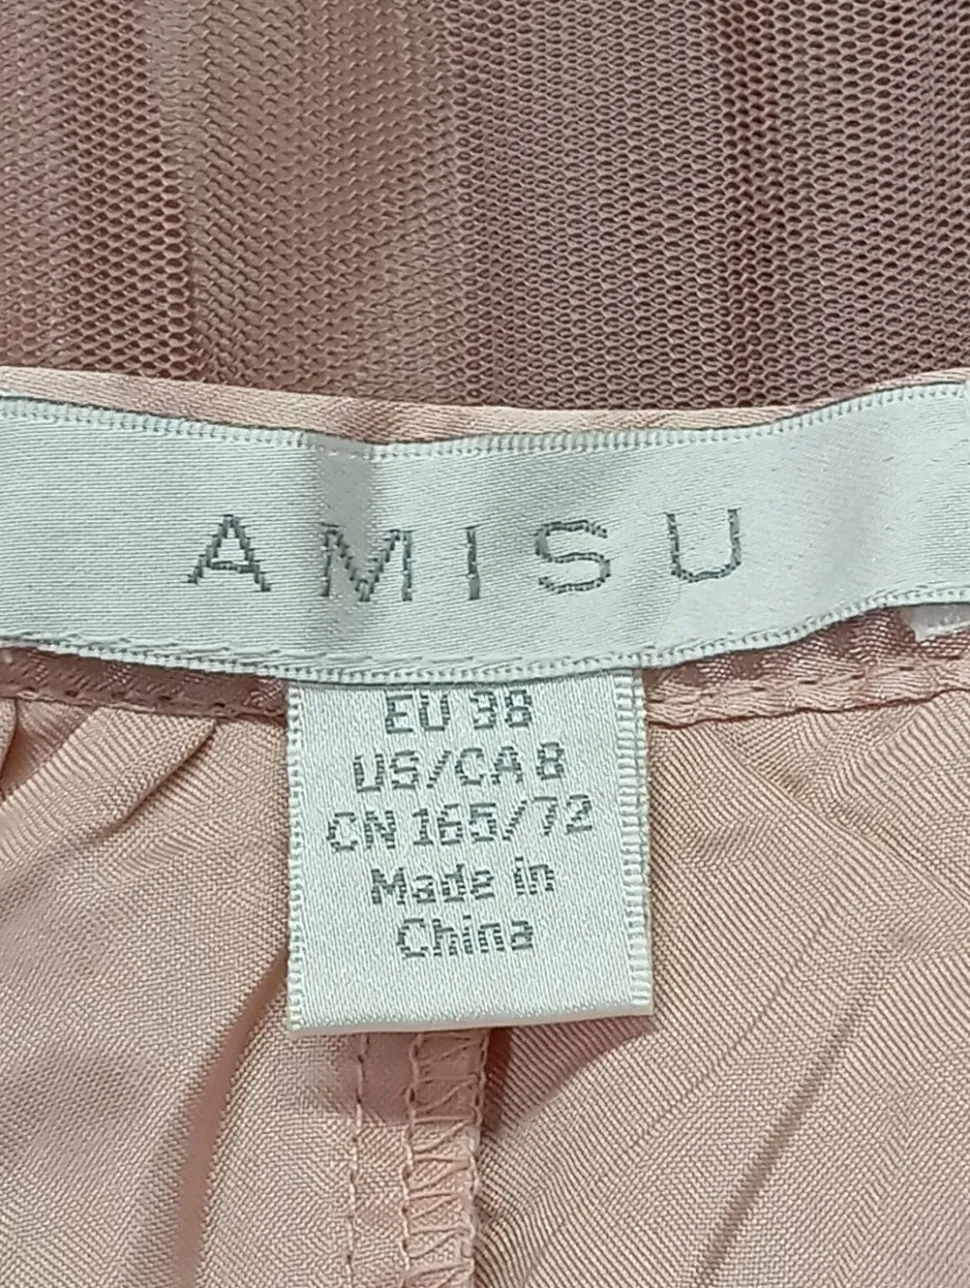 AMISU
EU 38
US/CA 8
CN 165/72
Made in
China